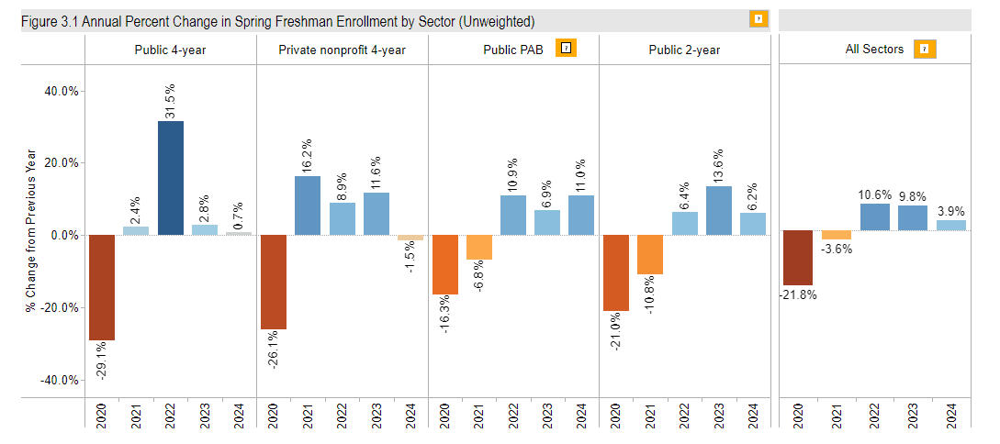 Figure 3.1 Annual Percent Change in Spring Freshman Enrollment by Sector (Unweighted) ?
Public 4-year Private nonprofit 4-year Public PAB ? Public 2-year All Sectors ?
% Change from Previous Year
40.0%
20.0%
0.0%
-20.0%
-40.0%
-29.1% 2.4% 31.5% 2.8% 0.7%
-26.1% 16.2% 8.9% 11.6% -1.5%
-16.3% -6.8% 10.9% 6.9% 11.0%
-21.0% -10.8% 6.4% 13.6% 6.2%
-21.8% -3.6% 10.6% 9.8% 3.9%
2020 2021 2022 2023 2024 2020 2021 2022 2023 2024 2020 2021 2022 2023 2024 2020 2021 2022 2023 2024 2020 2021 2022 2023 2024